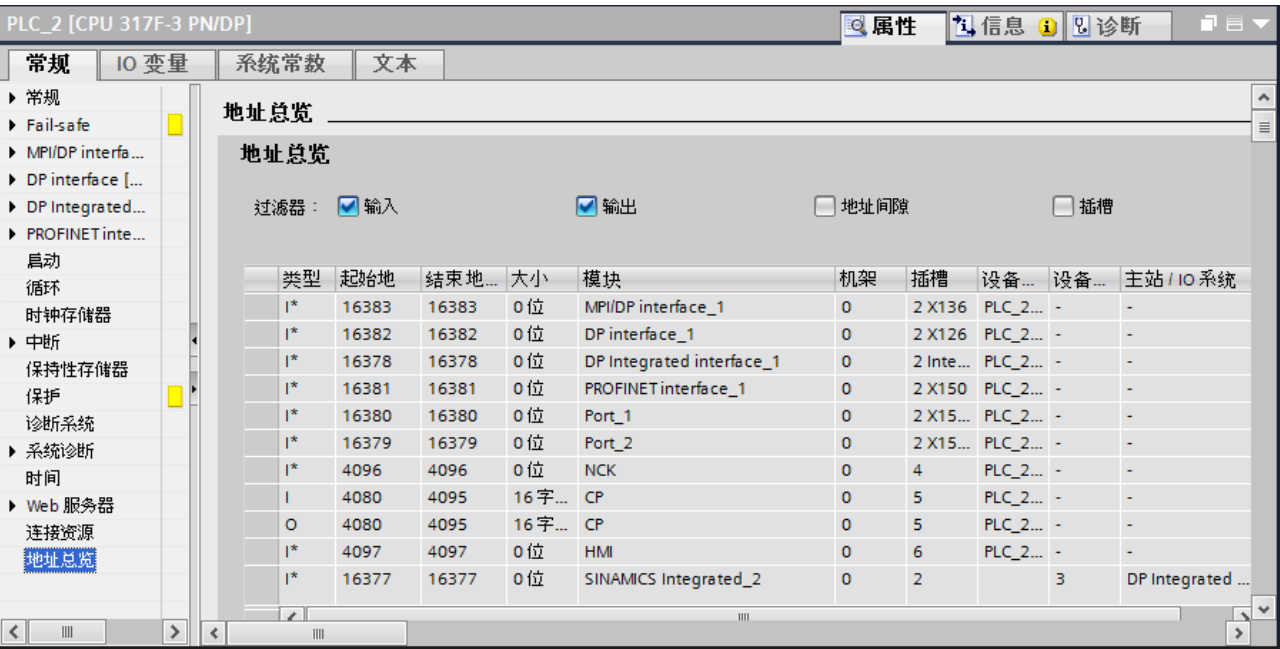 PLC_2 [CPU 317F-3 PN/DP] 属性 信息 诊断
常规 IO 变量 系统常数 文本
常规
Fail-safe
MPI/DP interfa...
DP interface [...
DP Integrated...
PROFINET inte...
启动
循环
时钟存储器
中断
保持性存储器
保护
诊断系统
系统诊断
时间
Web 服务器
连接资源
地址总览
地址总览
地址总览
过滤器： 输入 输出 地址间隙 插槽
类型 起始地 结束地... 大小 模块 机架 插槽 设备... 设备... 主站 / IO 系统
I* 16383 16383 0 位 MPI/DP interface_1 0 2 X136 PLC_2... - -
I* 16382 16382 0 位 DP interface_1 0 2 X126 PLC_2... - -
I* 16378 16378 0 位 DP Integrated interface_1 0 2 Inte... PLC_2... - -
I* 16381 16381 0 位 PROFINET interface_1 0 2 X150 PLC_2... - -
I* 16380 16380 0 位 Port_1 0 2 X15... PLC_2... - -
I* 16379 16379 0 位 Port_2 0 2 X15... PLC_2... - -
I* 4096 4096 0 位 NCK 0 4 PLC_2... - -
I 4080 4095 16 字... CP 0 5 PLC_2... - -
O 4080 4095 16 字... CP 0 5 PLC_2... - -
I* 4097 4097 0 位 HMI 0 6 PLC_2... - -
I* 16377 16377 0 位 SINAMICS Integrated_2 0 2 3 DP Integrated ...